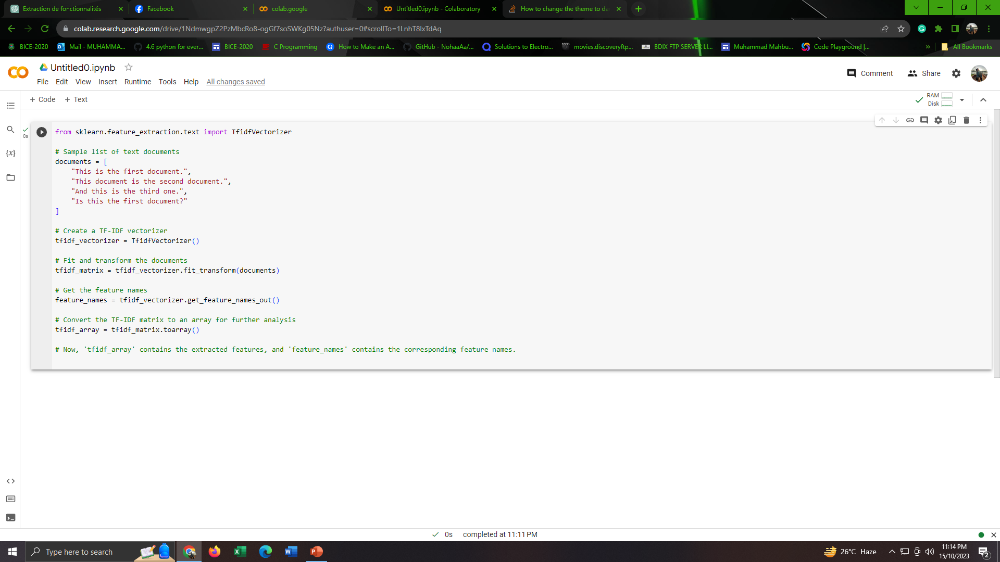 Extraction de fonctionnalités
Facebook
colab.google
Untitled0.ipynb - Colaboratory
How to change the theme to da
colab.research.google.com/drive/1NdmwgpZ2PzMbcRo8-ogGf7soSWKg05Nz?authuser=0#scrollTo=1LnhT8lxTdAq
BICE-2020
Mail - MUHAMMA...
4.6 python for ever...
BICE-2020
C Programming
How to Make an A...
GitHub - NohaaAa/...
Solutions to Electro...
movies.discoveryftp...
BDIX FTP SERVER LI...
Muhammad Mahbu...
Code Playground |...
»
All Bookmarks
CO
Untitled0.ipynb
File Edit View Insert Runtime Tools Help All changes saved
Comment
Share
+ Code + Text
RAM
Disk
{x}
0s
from sklearn.feature_extraction.text import TfidfVectorizer
# Sample list of text documents
documents = [
"This is the first document.",
"This document is the second document.",
"And this is the third one.",
"Is this the first document?"
]
# Create a TF-IDF vectorizer
tfidf_vectorizer = TfidfVectorizer()
# Fit and transform the documents
tfidf_matrix = tfidf_vectorizer.fit_transform(documents)
# Get the feature names
feature_names = tfidf_vectorizer.get_feature_names_out()
# Convert the TF-IDF matrix to an array for further analysis
tfidf_array = tfidf_matrix.toarray()
# Now, 'tfidf_array' contains the extracted features, and 'feature_names' contains the corresponding feature names.
0s completed at 11:11 PM
Type here to search
26°C Haze
11:14 PM
15/10/2023
2